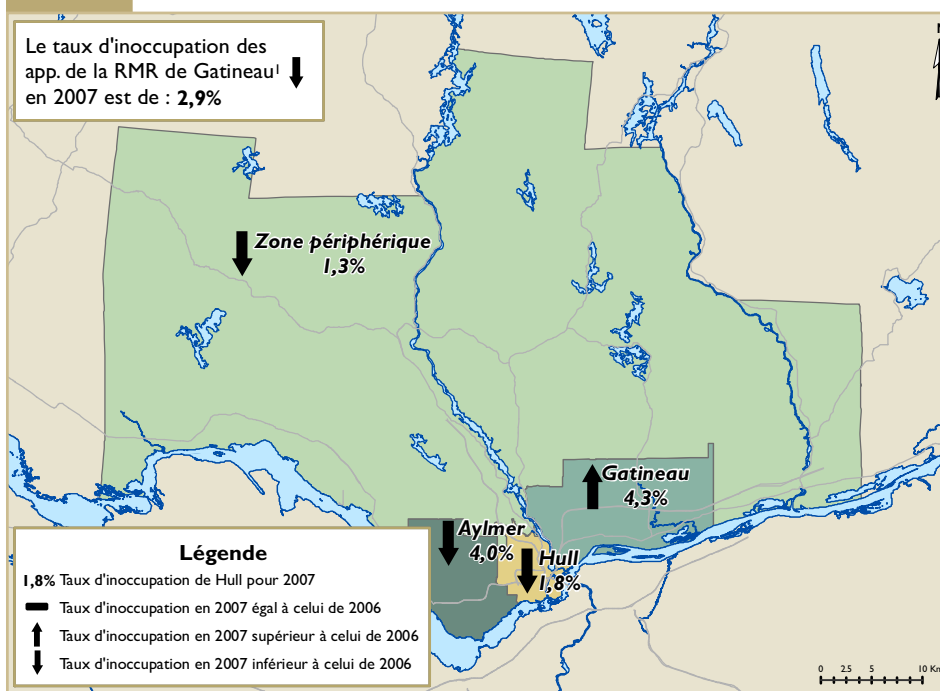 Le taux d'inoccupation des
app. de la RMR de Gatineau¹
en 2007 est de : 2,9%
N
Zone périphérique
1,3%
Gatineau
4,3%
Aylmer
4,0%
Hull
1,8%
Légende
1,8% Taux d'inoccupation de Hull pour 2007
Taux d'inoccupation en 2007 égal à celui de 2006
Taux d'inoccupation en 2007 supérieur à celui de 2006
Taux d'inoccupation en 2007 inférieur à celui de 2006
0 2.5 5 10 Km